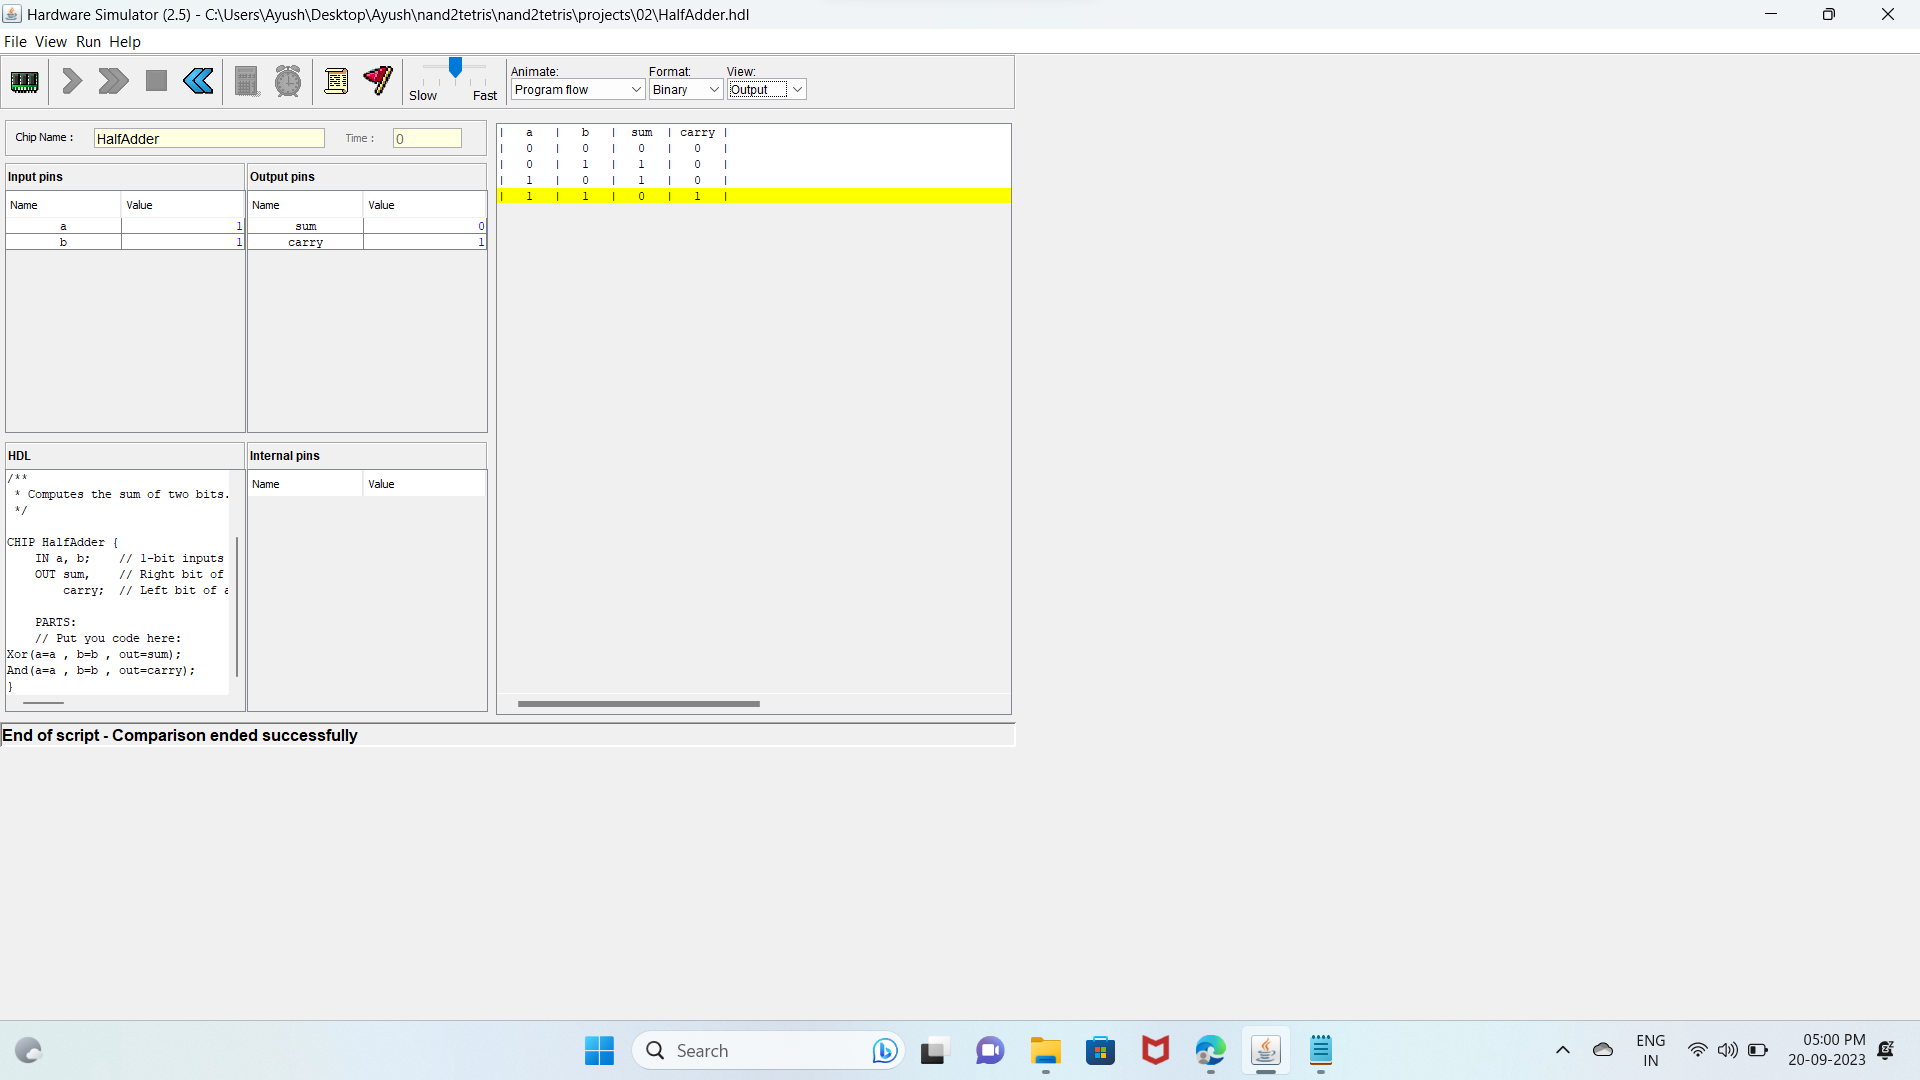 Hardware Simulator (2.5) - C:\Users\Ayush\Desktop\Ayush\nand2tetris\nand2tetris\projects\02\HalfAdder.hdl
File View Run Help
Slow Fast
Animate: Format: View:
Program flow Binary Output
Chip Name : HalfAdder Time : 0
Input pins
Name Value
a 1
b 1
Output pins
Name Value
sum 0
carry 1
| a | b | sum | carry |
| 0 | 0 | 0 | 0 |
| 0 | 1 | 1 | 0 |
| 1 | 0 | 1 | 0 |
| 1 | 1 | 0 | 1 |
HDL
/**
* Computes the sum of two bits.
*/
CHIP HalfAdder {
IN a, b; // 1-bit inputs
OUT sum, // Right bit of
carry; // Left bit of a
PARTS:
// Put you code here:
Xor(a=a , b=b , out=sum);
And(a=a , b=b , out=carry);
}
Internal pins
Name Value
End of script - Comparison ended successfully
Search
ENG
IN
05:00 PM
20-09-2023